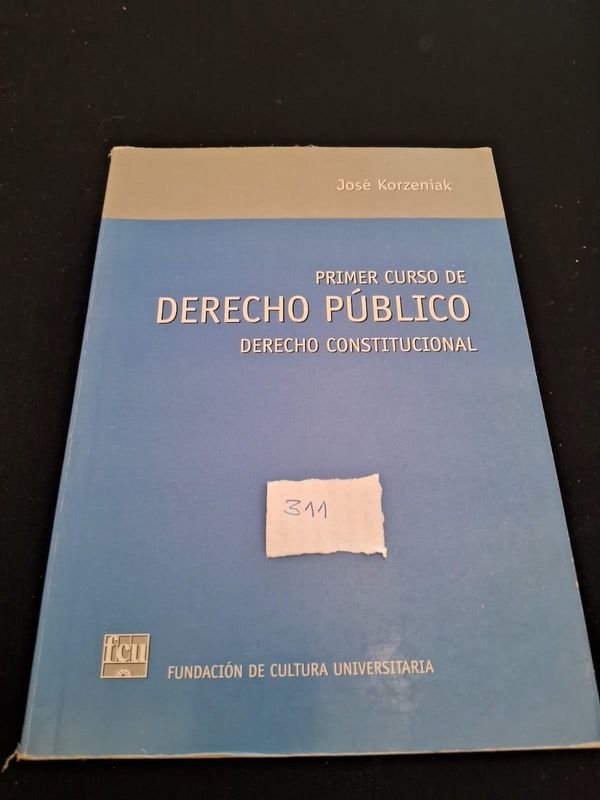 José Korzeniak
PRIMER CURSO DE
DERECHO PÚBLICO
DERECHO CONSTITUCIONAL
311
fcu
FUNDACIÓN DE CULTURA UNIVERSITARIA